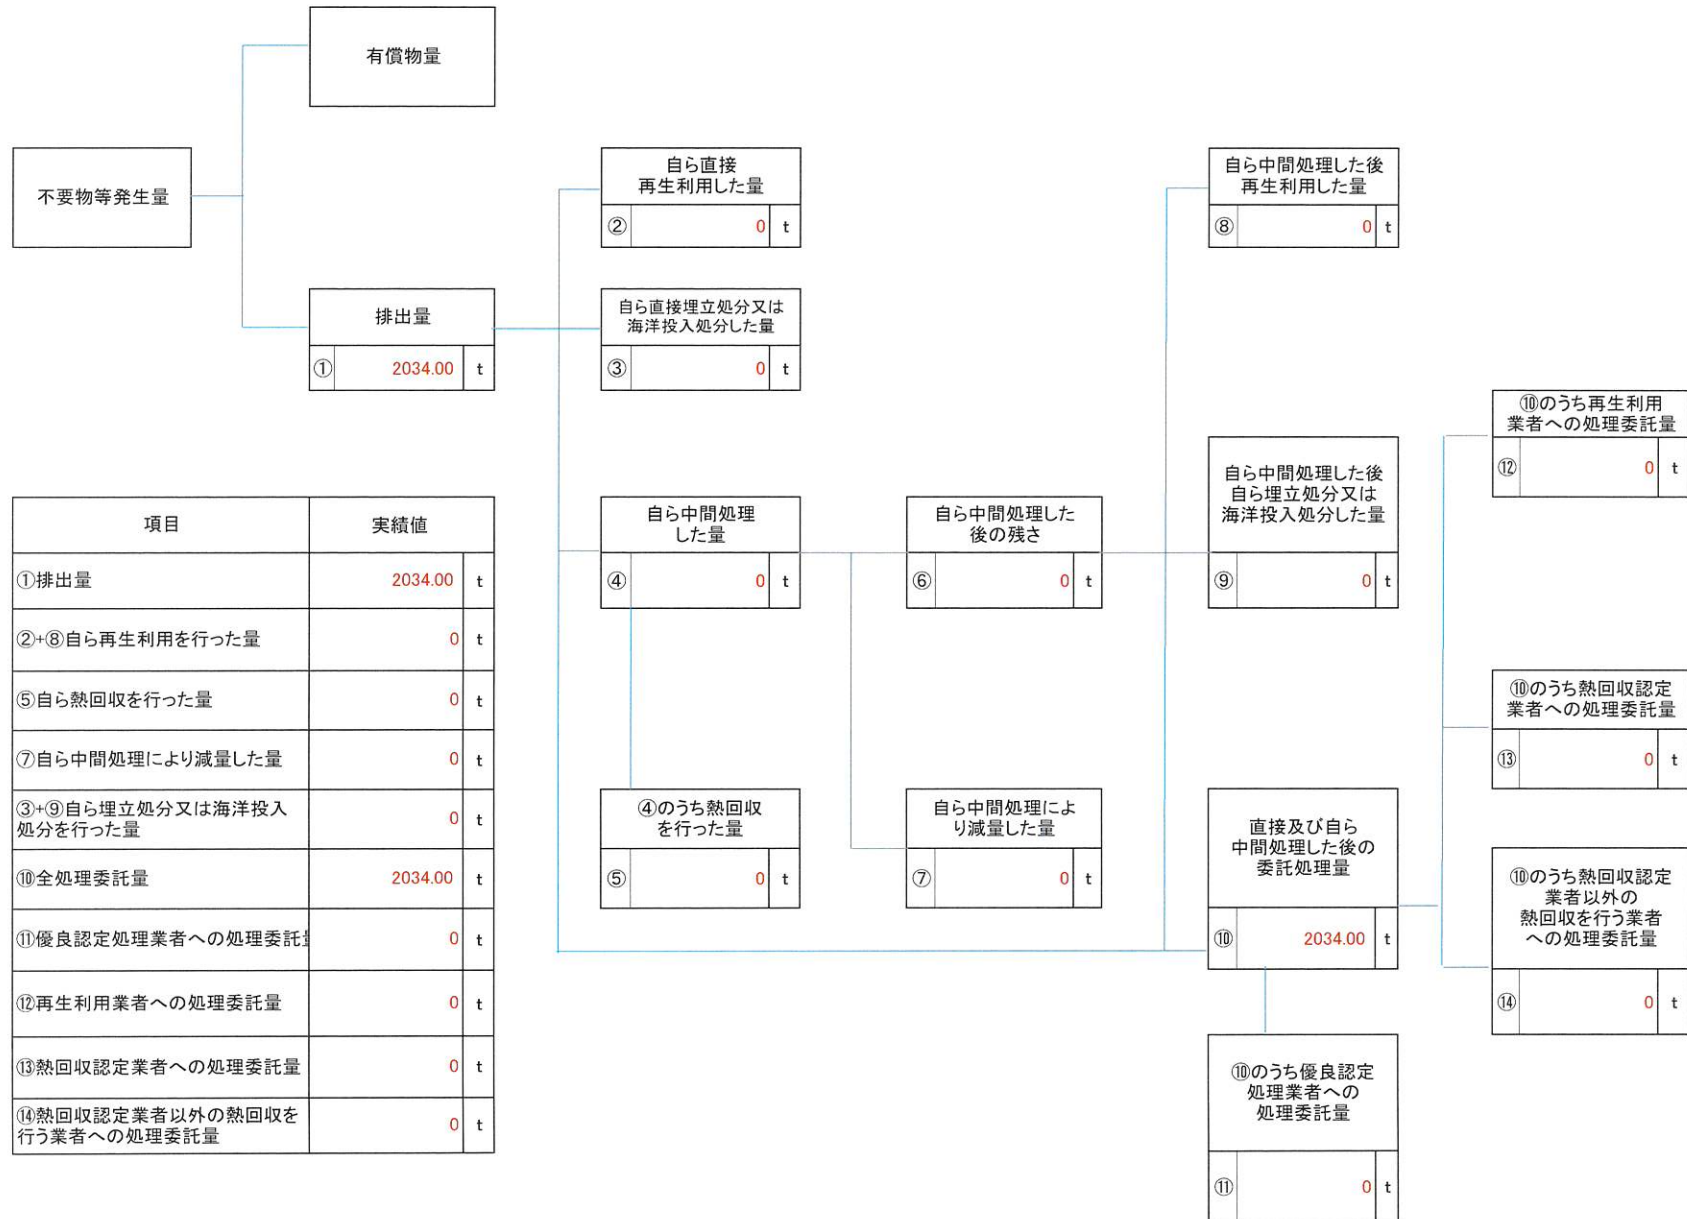 有償物量
不要物等発生量
自ら直接
再生利用した量
② 0 t
自ら中間処理した後
再生利用した量
⑧ 0 t
排出量
① 2034.00 t
自ら直接埋立処分又は
海洋投入処分した量
③ 0 t
⑩のうち再生利用
業者への処理委託量
⑫ 0 t
自ら中間処理
した量
④ 0 t
自ら中間処理した
後の残さ
⑥ 0 t
自ら中間処理した後
自ら埋立処分又は
海洋投入処分した量
⑨ 0 t
⑩のうち熱回収認定
業者への処理委託量
⑬ 0 t
④のうち熱回収
を行った量
⑤ 0 t
自ら中間処理によ
り減量した量
⑦ 0 t
直接及び自ら
中間処理した後の
委託処理量
⑩ 2034.00 t
⑩のうち熱回収認定
業者以外の
熱回収を行う業者
への処理委託量
⑭ 0 t
⑩のうち優良認定
処理業者への
処理委託量
⑪ 0 t
項目 実績値
①排出量 2034.00 t
②+⑧自ら再生利用を行った量 0 t
⑤自ら熱回収を行った量 0 t
⑦自ら中間処理により減量した量 0 t
③+⑨自ら埋立処分又は海洋投入
処分を行った量 0 t
⑩全処理委託量 2034.00 t
⑪優良認定処理業者への処理委託 0 t
⑫再生利用業者への処理委託量 0 t
⑬熱回収認定業者への処理委託量 0 t
⑭熱回収認定業者以外の熱回収を
行う業者への処理委託量 0 t